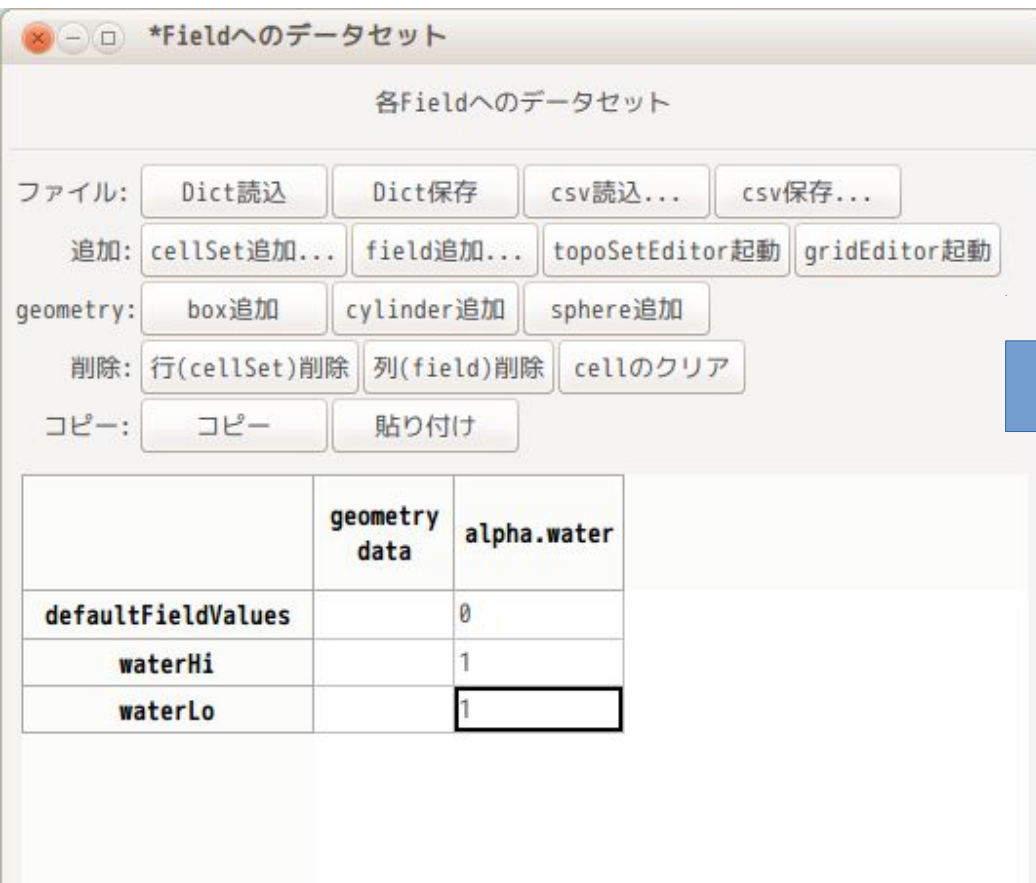 *Fieldへのデータセット
各Fieldへのデータセット
ファイル: Dict読込 Dict保存 csv読込... csv保存...
追加: cellSet追加... field追加... topoSetEditor起動 gridEditor起動
geometry: box追加 cylinder追加 sphere追加
削除: 行(cellSet)削除 列(field)削除 cellのクリア
コピー: コピー 貼り付け
geometry
data alpha.water
defaultFieldValues 0
waterHi 1
waterLo 1